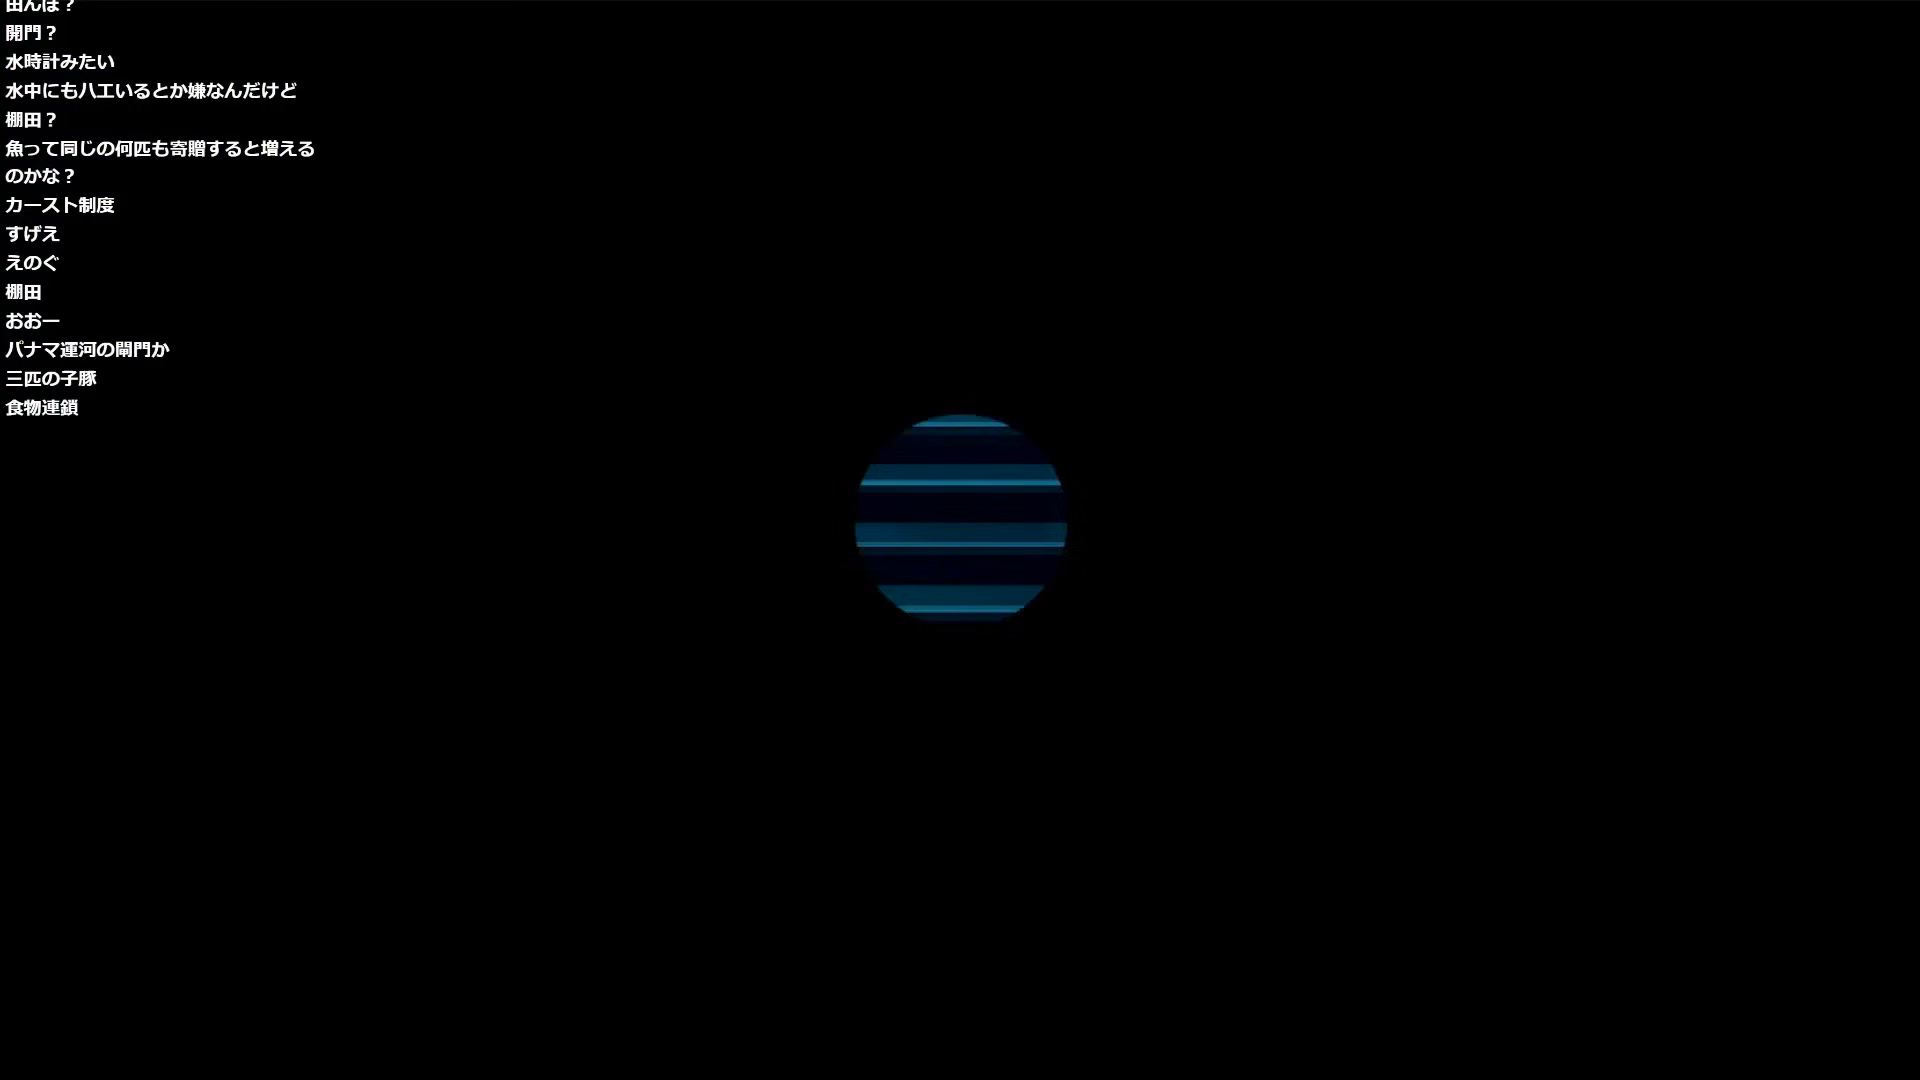 田んぼ？
開門？
水時計みたい
水中にもハエいるとか嫌なんだけど
棚田？
魚って同じの何匹も寄贈すると増える
のかな？
カースト制度
すげえ
えのぐ
棚田
おおー
パナマ運河の閘門か
三匹の子豚
食物連鎖